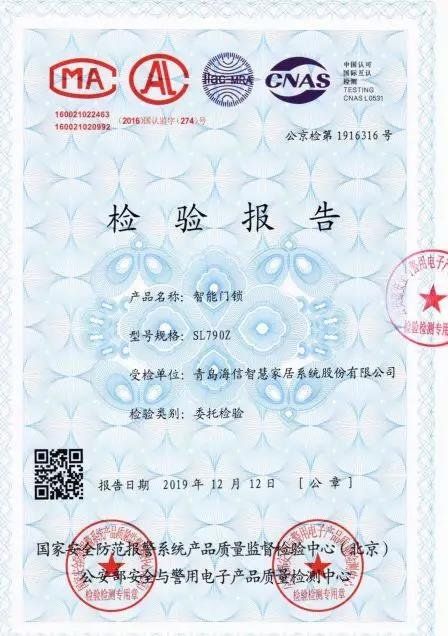 MA
AL
ilac-MRA
CNAS
中国认可
国际互认
检测
TESTING
CNAS L0531
160021022463
160021020992
(2016)国认监字(274)号
公京检第 1916316 号
检验报告
产品名称: 智能门锁
型号规格: SL790Z
受检单位: 青岛海信智慧家居系统股份有限公司
检验类别: 委托检验
报告日期 2019 年 12 月 12 日 [公章]
国家安全防范报警系统产品质量监督检验中心(北京)
公安部安全与警用电子产品质量检测中心
检验检测专用章
检验检测专用章
检验检测专用章